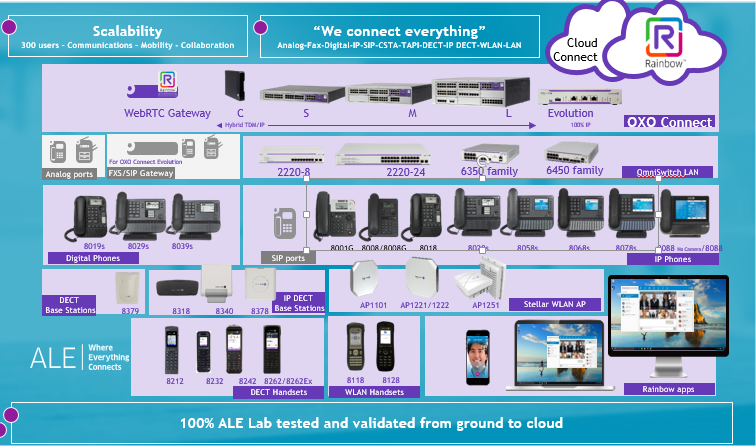 Scalability
300 users – Communications – Mobility - Collaboration
“We connect everything”
Analog-Fax-Digital-IP-SIP-CSTA-TAPI-DECT-IP DECT-WLAN-LAN
Cloud
Connect
Rainbow™
WebRTC Gateway
C
S
M
L
Evolution
Hybrid TDM/IP
100% IP
OXO Connect
Analog ports
For OXO Connect Evolution
FXS/SIP Gateway
2220-8
2220-24
6350 family
6450 family
OmniSwitch LAN
8019s
8029s
8039s
Digital Phones
SIP ports
8001G
8008/8008G
8018
8028s
8058s
8068s
8078s
8088 No Camera/8088
IP Phones
DECT
Base Stations
8379
8318
8340
8378
IP DECT
Base Stations
AP1101
AP1221/1222
AP1251
Stellar WLAN AP
ALE
Where
Everything
Connects
8212
8232
8242
8262/8262Ex
DECT Handsets
8118
8128
WLAN Handsets
Rainbow apps
100% ALE Lab tested and validated from ground to cloud